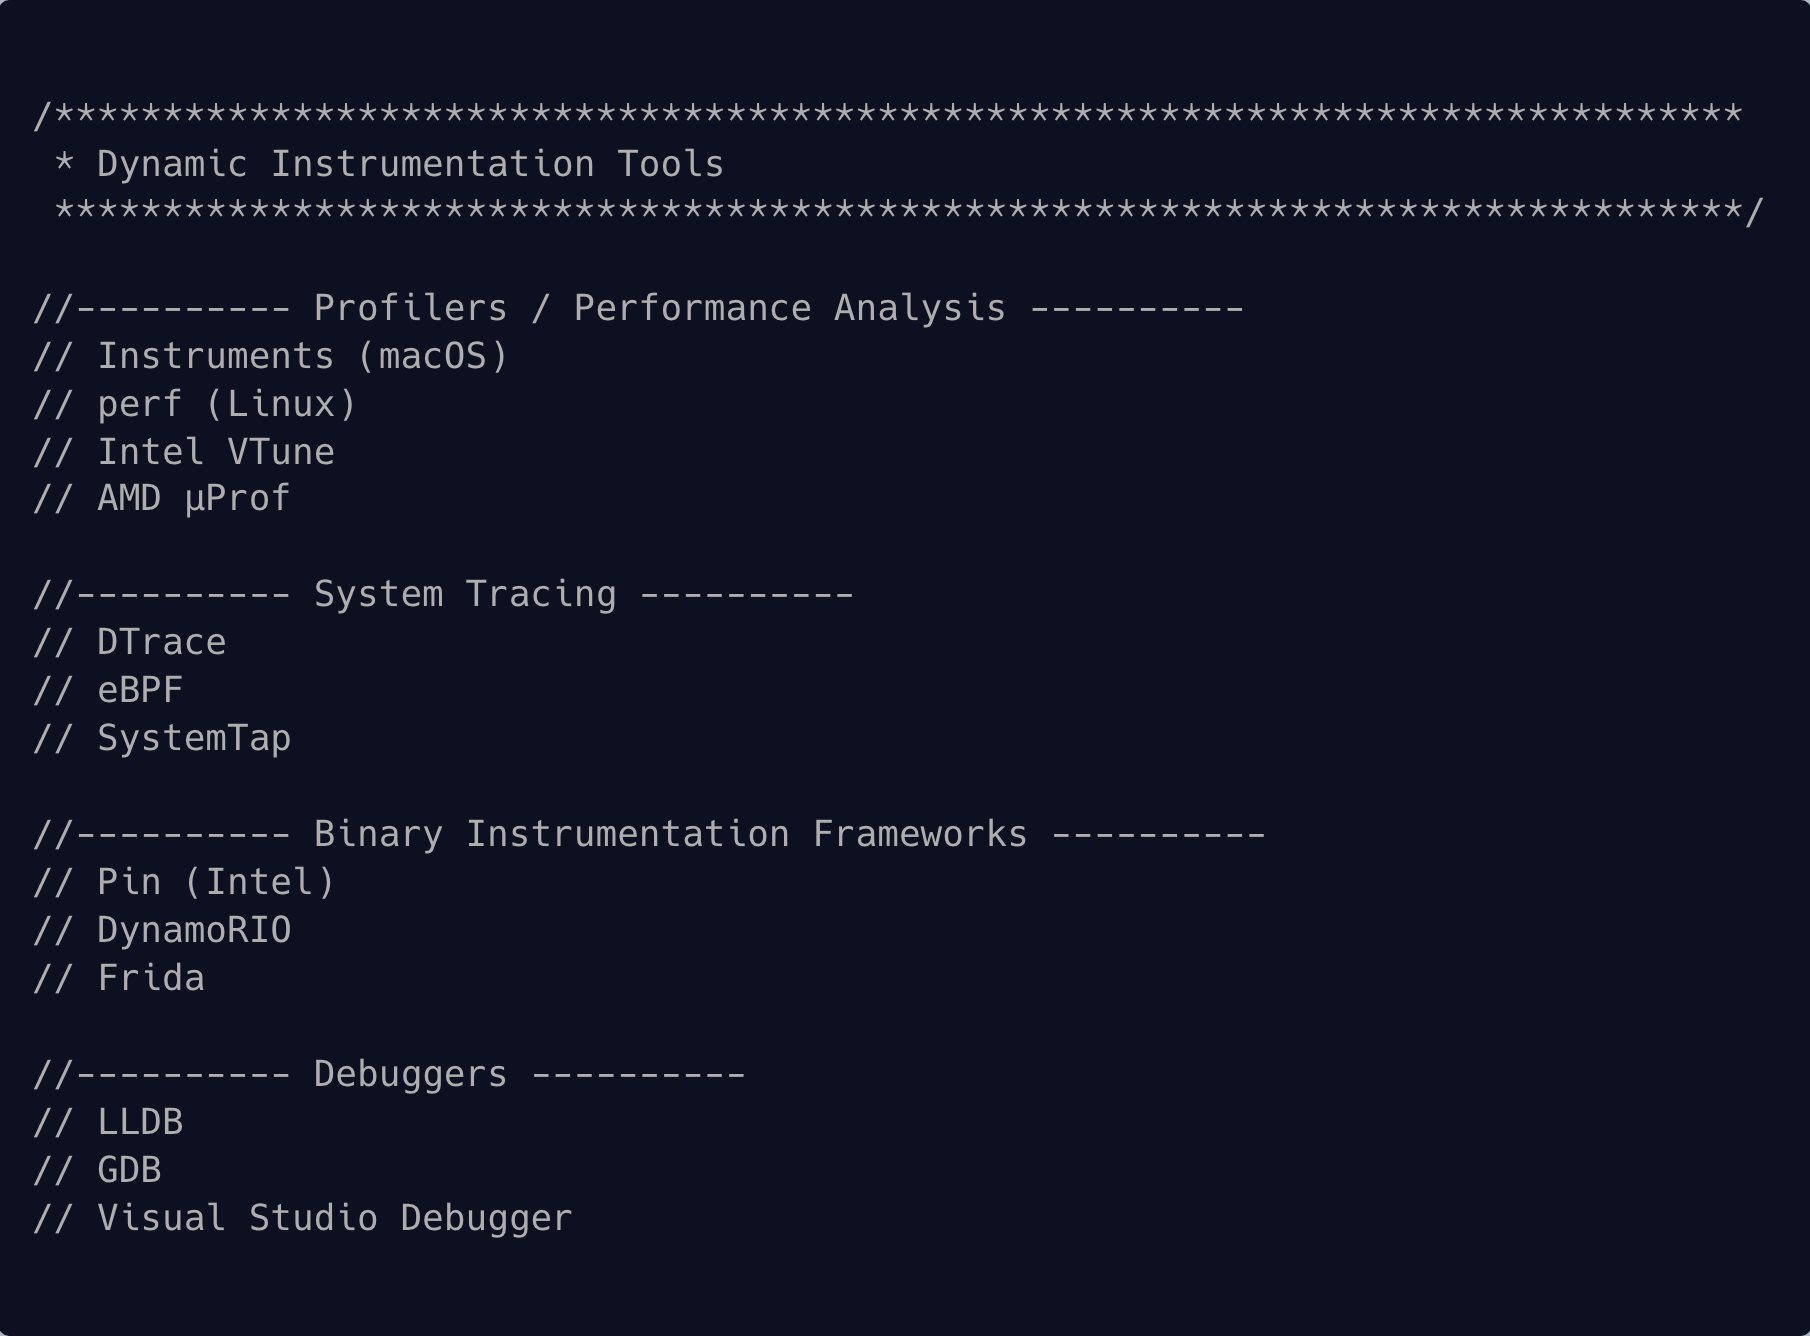 /******************************************************************************
 * Dynamic Instrumentation Tools
 ******************************************************************************/
//---------- Profilers / Performance Analysis ----------
// Instruments (macOS)
// perf (Linux)
// Intel VTune
// AMD μProf
//---------- System Tracing ----------
// DTrace
// eBPF
// SystemTap
//---------- Binary Instrumentation Frameworks ----------
// Pin (Intel)
// DynamoRIO
// Frida
//---------- Debuggers ----------
// LLDB
// GDB
// Visual Studio Debugger